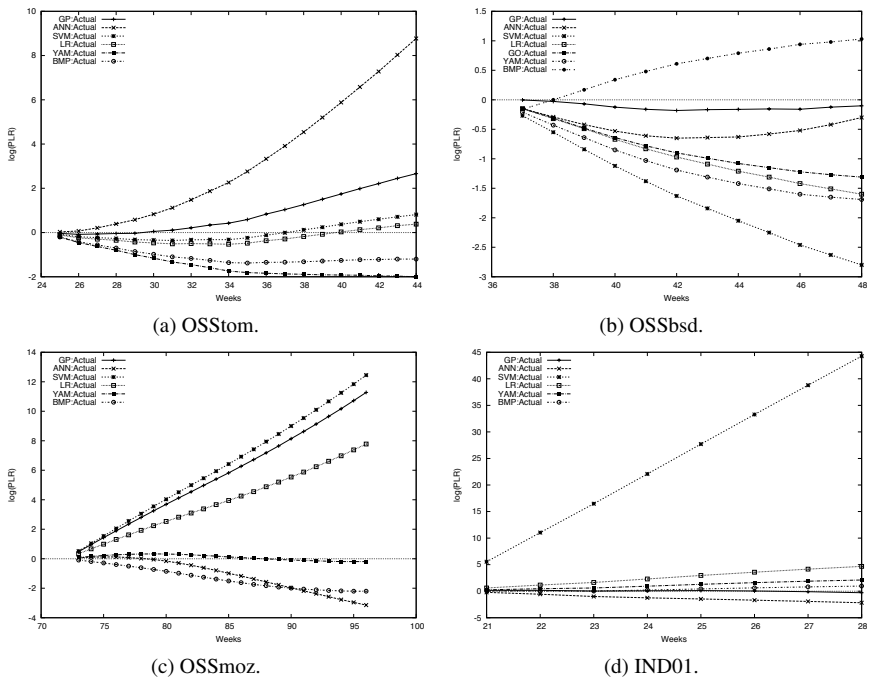 GP:Actual
ANN:Actual
SVM:Actual
LR:Actual
YAM:Actual
BMP:Actual
10
8
6
4
2
0
-2
log(PLR)
24 26 28 30 32 34 36 38 40 42 44
Weeks
(a) OSStom.
GP:Actual
ANN:Actual
SVM:Actual
LR:Actual
GO:Actual
YAM:Actual
BMP:Actual
1.5
1
0.5
0
-0.5
-1
-1.5
-2
-2.5
-3
log(PLR)
36 38 40 42 44 46 48
Weeks
(b) OSSbsd.
GP:Actual
ANN:Actual
SVM:Actual
LR:Actual
YAM:Actual
BMP:Actual
14
12
10
8
6
4
2
0
-2
-4
log(PLR)
70 75 80 85 90 95 100
Weeks
(c) OSSmoz.
GP:Actual
ANN:Actual
SVM:Actual
LR:Actual
YAM:Actual
BMP:Actual
45
40
35
30
25
20
15
10
5
0
-5
log(PLR)
21 22 23 24 25 26 27 28
Weeks
(d) IND01.